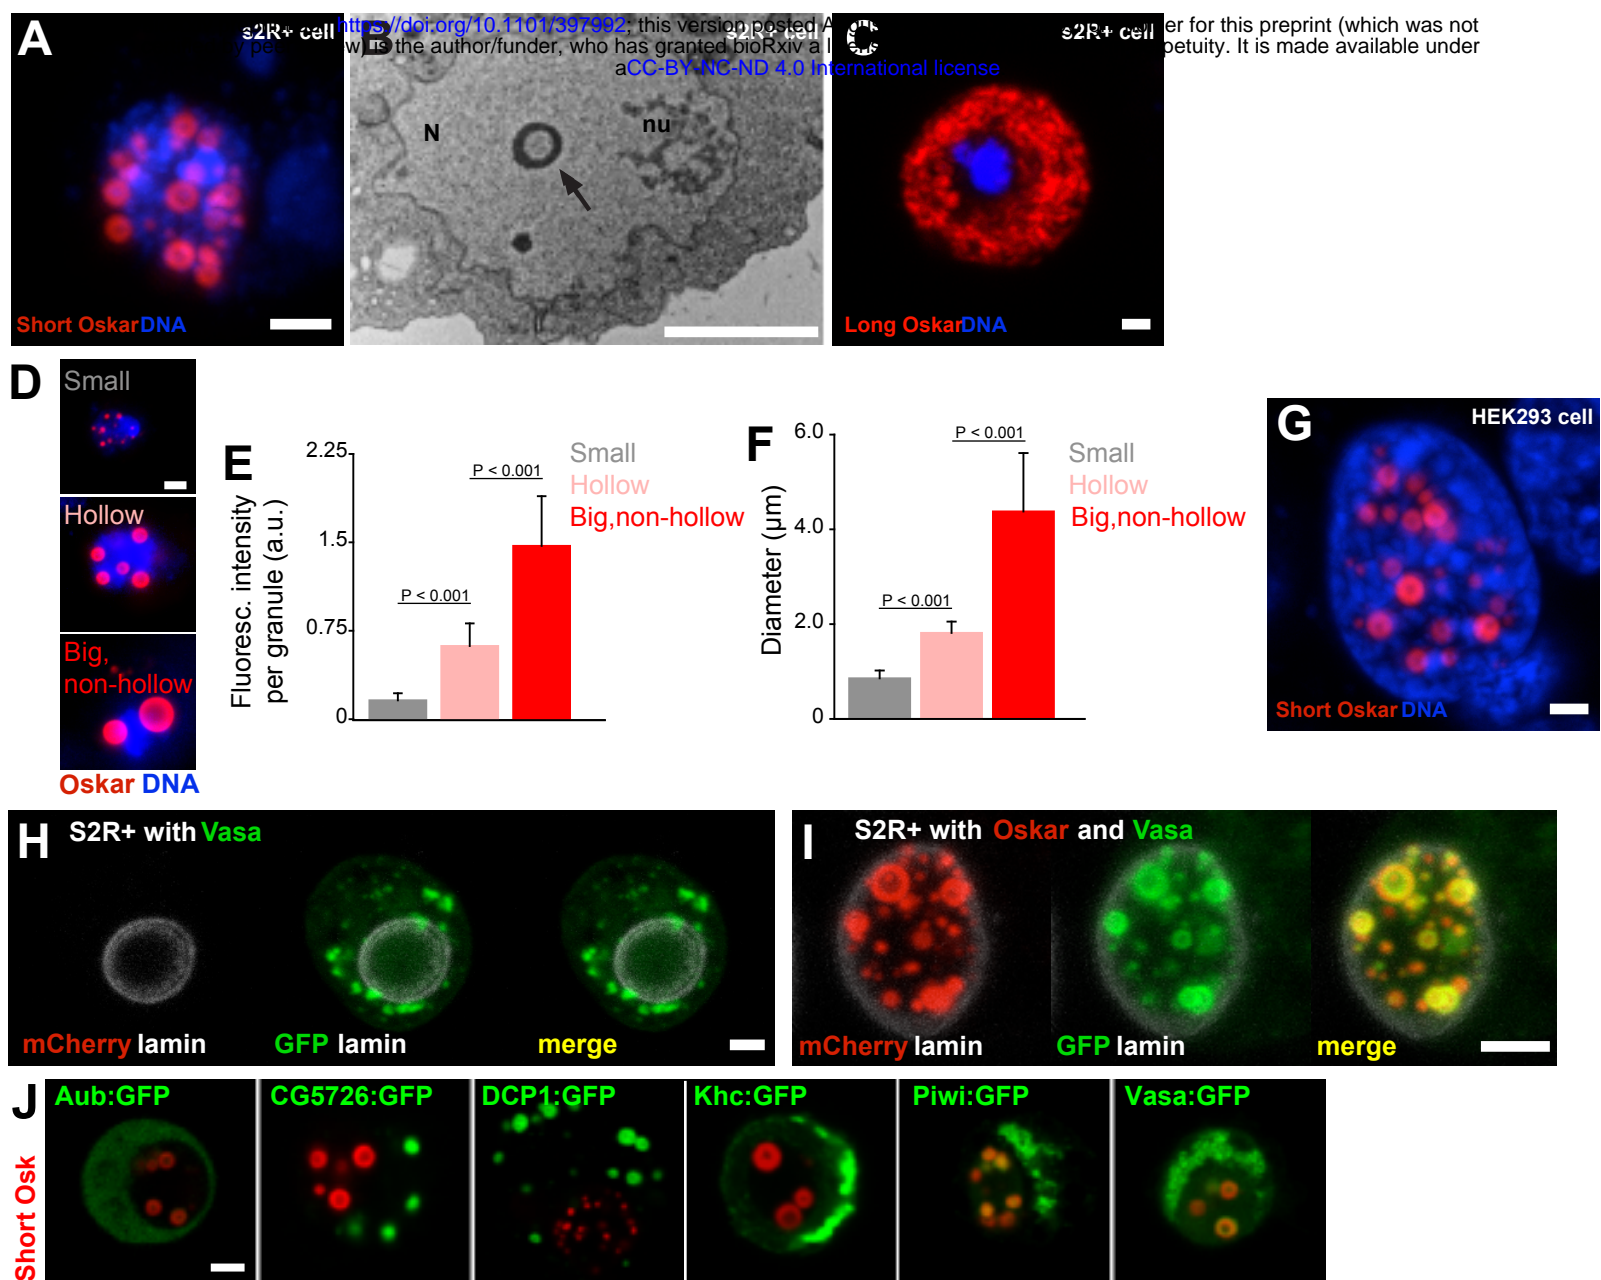 https://doi.org/10.1101/397992; this version posted A
er for this preprint (which was not
is the author/funder, who has granted bioRxiv a
petuity. It is made available under
aCC-BY-NC-ND 4.0 International license
A
s2R+ cell
Short Oskar DNA
B
s2R+ cell
N
nu
C
s2R+ cell
Long Oskar DNA
D
Small
Hollow
Big,
non-hollow
Oskar DNA
E
Fluoresc. intensity
per granule (a.u.)
2.25
1.5
0.75
0
P < 0.001
P < 0.001
Small
Hollow
Big,non-hollow
F
Diameter (µm)
6.0
4.0
2.0
0
P < 0.001
P < 0.001
Small
Hollow
Big,non-hollow
G
HEK293 cell
Short Oskar DNA
H
S2R+ with Vasa
mCherry lamin
GFP lamin
merge
I
S2R+ with Oskar and Vasa
mCherry lamin
GFP lamin
merge
J
Short Osk
Aub:GFP
CG5726:GFP
DCP1:GFP
Khc:GFP
Piwi:GFP
Vasa:GFP